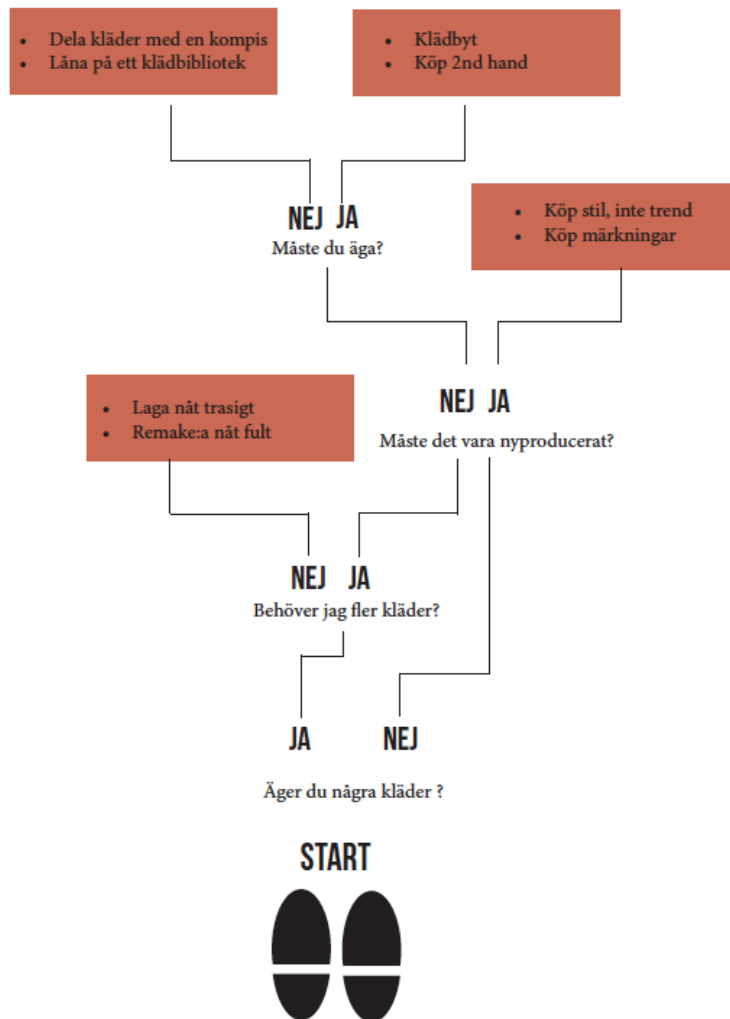 • Dela kläder med en kompis
• Låna på ett klädbibliotek
• Klädbyt
• Köp 2nd hand
NEJ JA
Måste du äga?
• Köp stil, inte trend
• Köp märkningar
NEJ JA
Måste det vara nyproducerat?
• Laga nåt trasigt
• Remake:a nåt fult
NEJ JA
Behöver jag fler kläder?
JA NEJ
Äger du några kläder ?
START